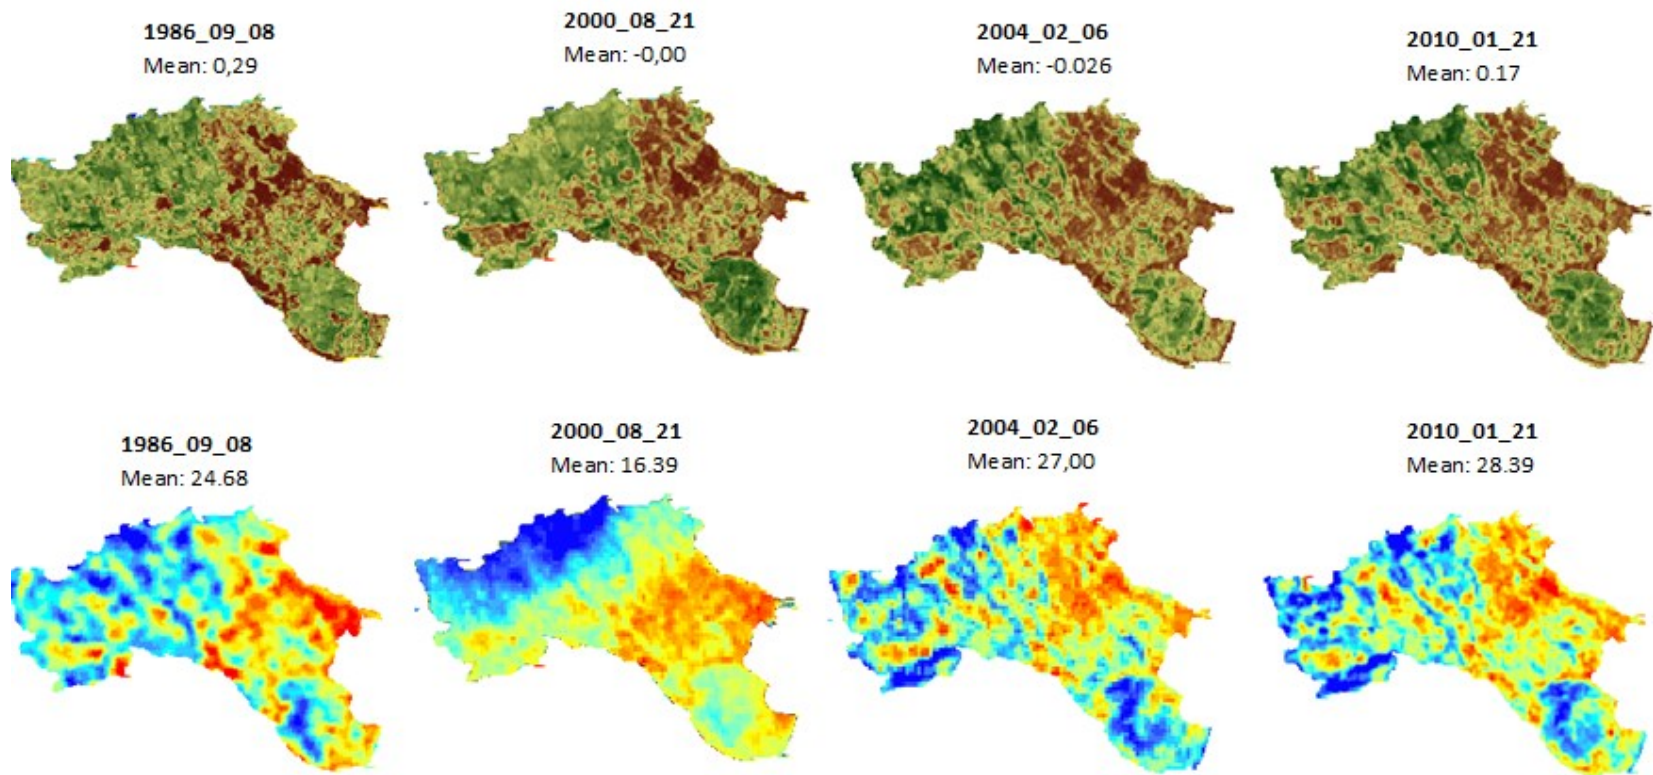 1986_09_08
Mean: 0,29
2000_08_21
Mean: -0,00
2004_02_06
Mean: -0.026
2010_01_21
Mean: 0.17
1986_09_08
Mean: 24.68
2000_08_21
Mean: 16.39
2004_02_06
Mean: 27,00
2010_01_21
Mean: 28.39